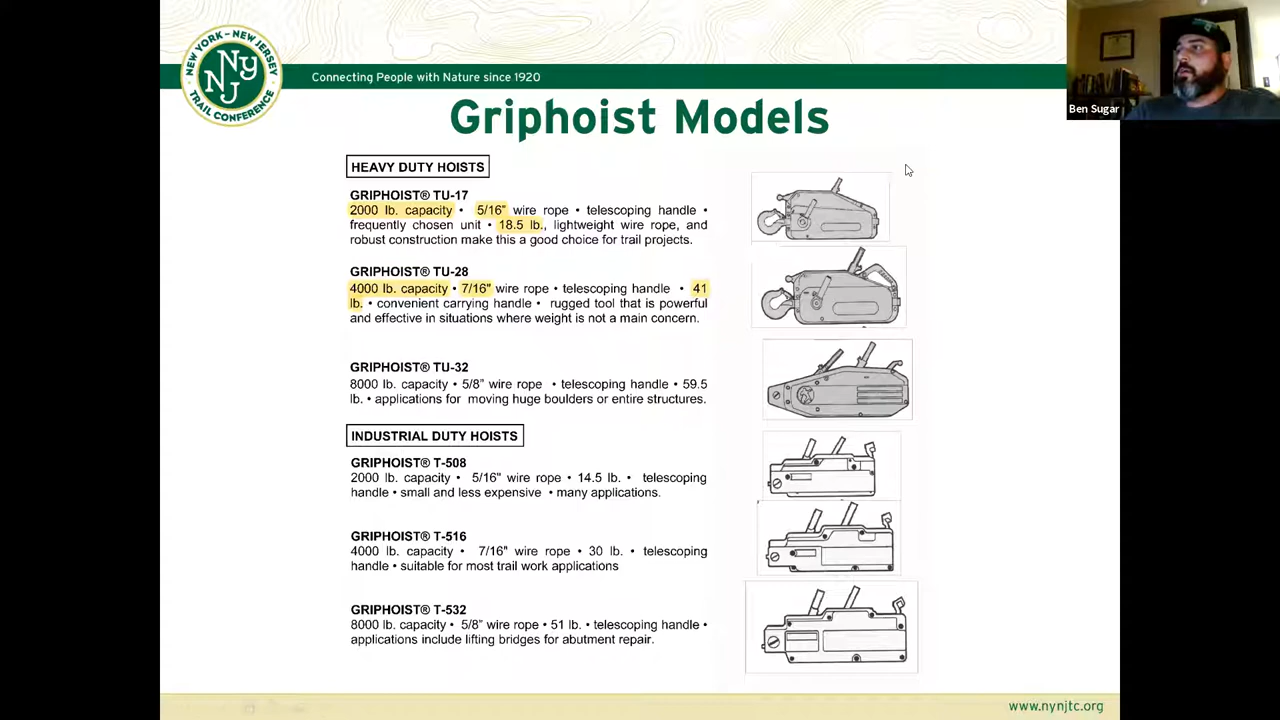 NEW YORK – NEW JERSEY
NY
NJ
TRAIL CONFERENCE
Connecting People with Nature since 1920
Ben Sugar
Griphoist Models
HEAVY DUTY HOISTS
GRIPHOIST® TU-17
2000 lb. capacity • 5/16" wire rope • telescoping handle •
frequently chosen unit • 18.5 lb., lightweight wire rope, and
robust construction make this a good choice for trail projects.
GRIPHOIST® TU-28
4000 lb. capacity • 7/16" wire rope • telescoping handle • 41
lb. • convenient carrying handle • rugged tool that is powerful
and effective in situations where weight is not a main concern.
GRIPHOIST® TU-32
8000 lb. capacity • 5/8" wire rope • telescoping handle • 59.5
lb. • applications for moving huge boulders or entire structures.
INDUSTRIAL DUTY HOISTS
GRIPHOIST® T-508
2000 lb. capacity • 5/16" wire rope • 14.5 lb. • telescoping
handle • small and less expensive • many applications.
GRIPHOIST® T-516
4000 lb. capacity • 7/16" wire rope • 30 lb. • telescoping
handle • suitable for most trail work applications
GRIPHOIST® T-532
8000 lb. capacity • 5/8" wire rope • 51 lb. • telescoping handle •
applications include lifting bridges for abutment repair.
www.nynjtc.org